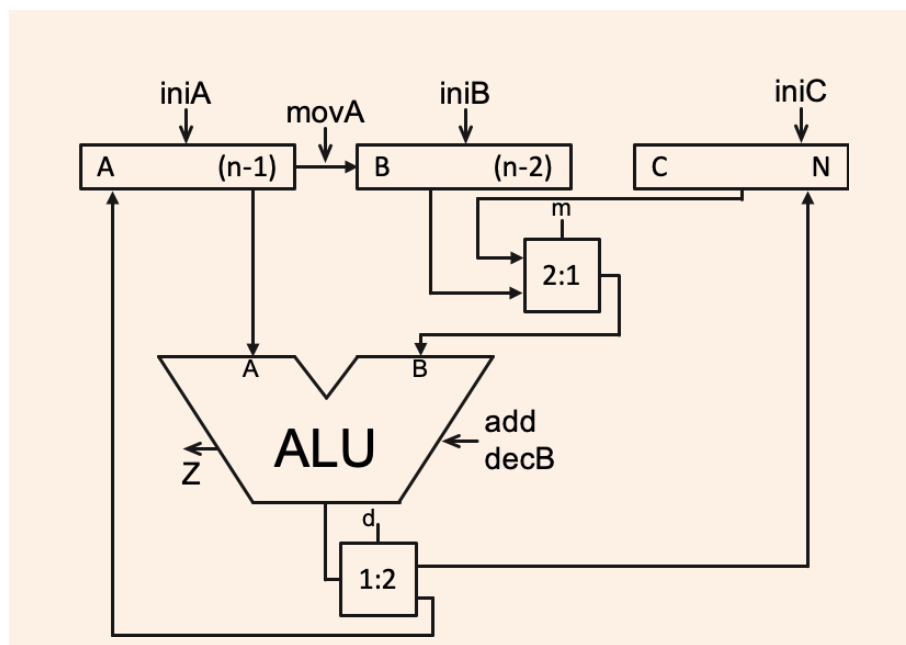 iniA
movA
iniB
iniC
A (n-1)
B (n-2)
C N
m
2:1
A
B
ALU
add
decB
Z
d
1:2